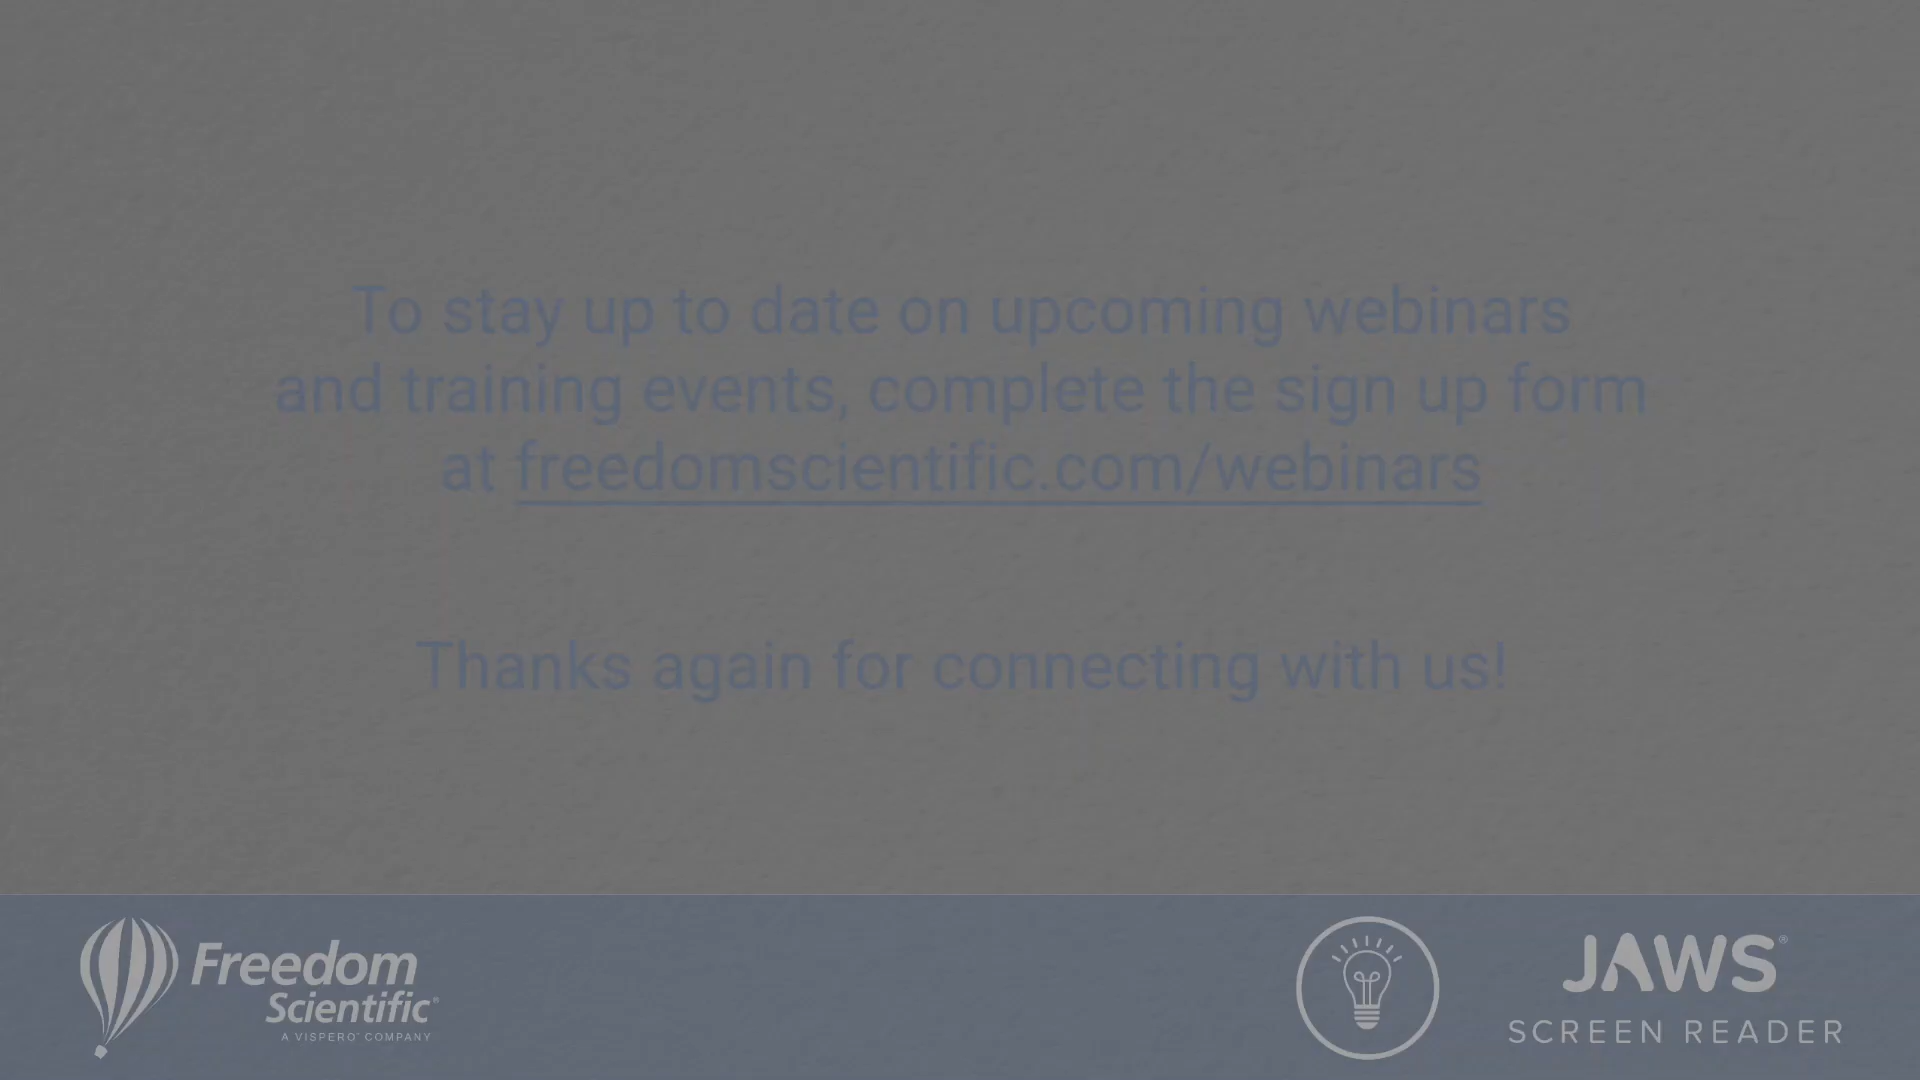 To stay up to date on upcoming webinars
and training events, complete the sign up form
at freedomscientific.com/webinars
Thanks again for connecting with us!
Freedom
Scientific®
A VISPERO™ COMPANY
JAWS®
SCREEN READER